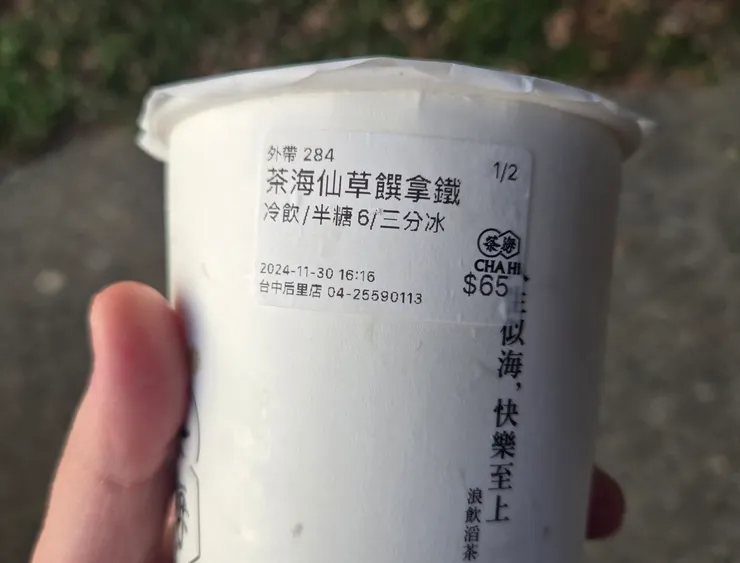 外帶 284
1/2
茶海仙草饌拿鐵
冷飲/半糖6/三分冰
茶海
CHA HI
2024-11-30 16:16
$65
台中后里店 04-25590113
似海，快樂至上
浪飲滔茶